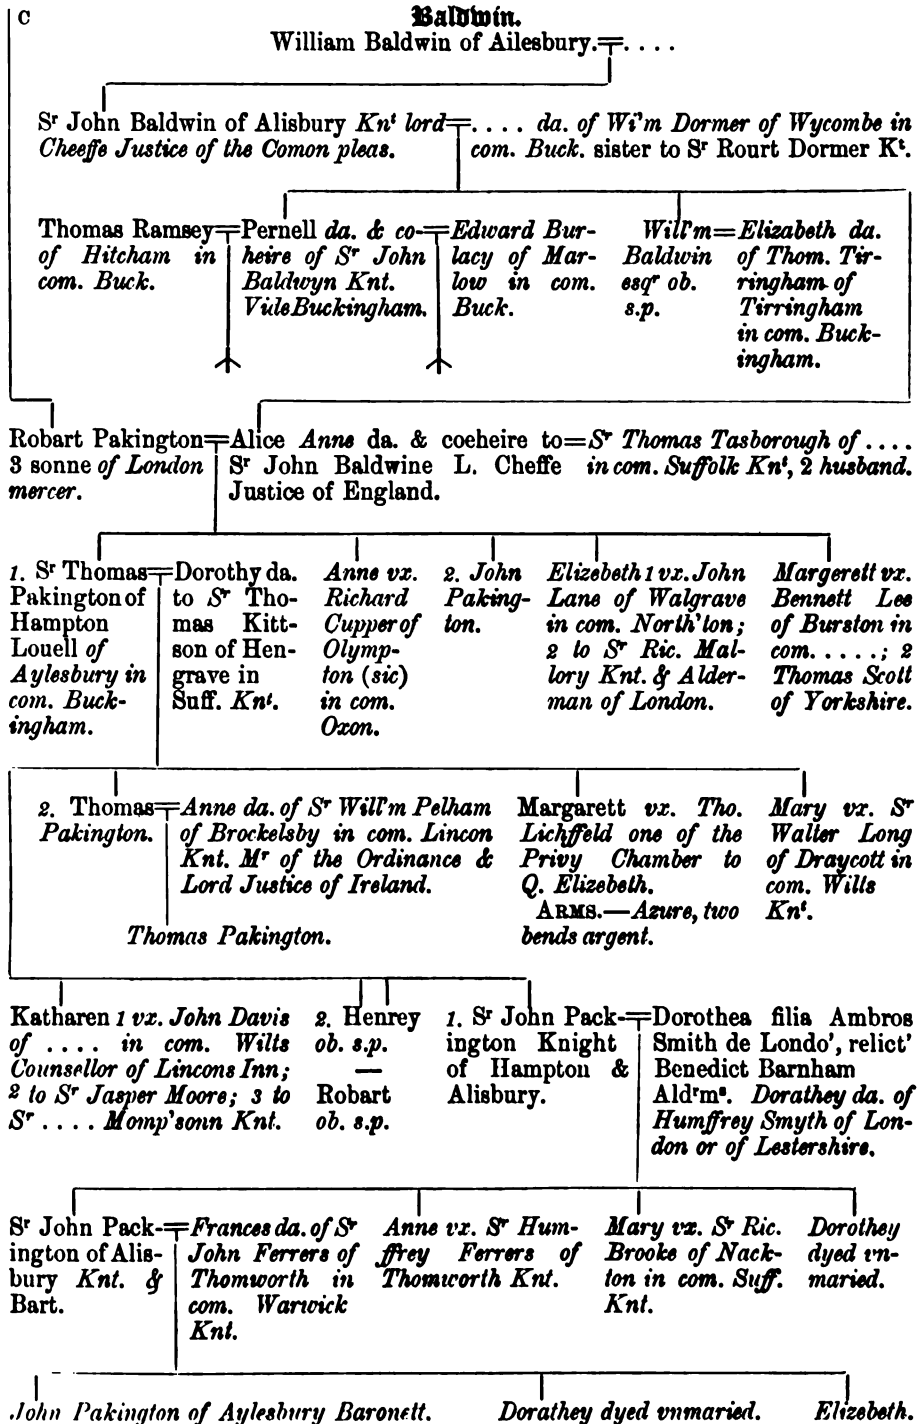 C
Baldwin.
William Baldwin of Ailesbury.=. . . .
Sr John Baldwin of Alisbury Knt lord
Cheeffe Justice of the Comon pleas.
=. . . . da. of Wi'm Dormer of Wycombe in
com. Buck. sister to Sr Rourt Dormer Kt.
Thomas Ramsey
of Hitcham in
com. Buck.
=Pernell da. & co-
heire of Sr John
Baldwyn Knt.
Vide Buckingham.
=Edward Bur-
lacy of Mar-
low in com.
Buck.
Will'm
Baldwin
esqr ob.
s.p.
=Elizabeth da.
of Thom. Tir-
ringham of
Tirringham
in com. Buck-
ingham.
Robart Pakington
3 sonne of London
mercer.
=Alice Anne da. & coeheire to
Sr John Baldwine L. Cheffe
Justice of England.
=Sr Thomas Tasborough of . . . .
in com. Suffolk Knt, 2 husband.
1. Sr Thomas
Pakington of
Hampton
Louell of
Aylesbury in
com. Buck-
ingham.
=Dorothy da.
to Sr Tho-
mas Kitt-
son of Hen-
grave in
Suff. Knt.
Anne vx.
Richard
Cupper of
Olymp-
ton (sic)
in com.
Oxon.
2. John
Paking-
ton.
Elizebeth 1 vx. John
Lane of Walgrave
in com. North'ton;
2 to Sr Ric. Mal-
lory Knt. & Alder-
man of London.
Margerett vx.
Bennett Lee
of Burston in
com. . . . . .; 2
Thomas Scott
of Yorkshire.
2. Thomas
Pakington.
=Anne da. of Sr Will'm Pelham
of Brockelsby in com. Lincon
Knt. Mr of the Ordinance &
Lord Justice of Ireland.
Thomas Pakington.
Margarett vx. Tho.
Lichffeld one of the
Privy Chamber to
Q. Elizebeth.
ARMS.—Azure, two
bends argent.
Mary vx. Sr
Walter Long
of Draycott in
com. Wilts
Knt.
Katharen 1 vx. John Davis
of . . . . in com. Wilts
Counsellor of Lincons Inn;
2 to Sr Jasper Moore; 3 to
Sr . . . . Momp'sonn Knt.
2. Henrey
ob. s.p.
—
Robart
ob. s.p.
1. Sr John Pack-
ington Knight
of Hampton &
Alisbury.
=Dorothea filia Ambros
Smith de Londo', relict'
Benedict Barnham
Aldrms. Dorathey da. of
Humffrey Smyth of Lon-
don or of Lestershire.
Sr John Pack-
ington of Alis-
bury Knt. &
Bart.
=Frances da. of Sr
John Ferrers of
Thomworth in
com. Warwick
Knt.
Anne vx. Sr Hum-
ffrey Ferrers of
Thomworth Knt.
Mary vx. Sr Ric.
Brooke of Nack-
ton in com. Suff.
Knt.
Dorothey
dyed vn-
maried.
John Pakington of Aylesbury Baronett.
Dorathey dyed vnmaried.
Elizebeth.